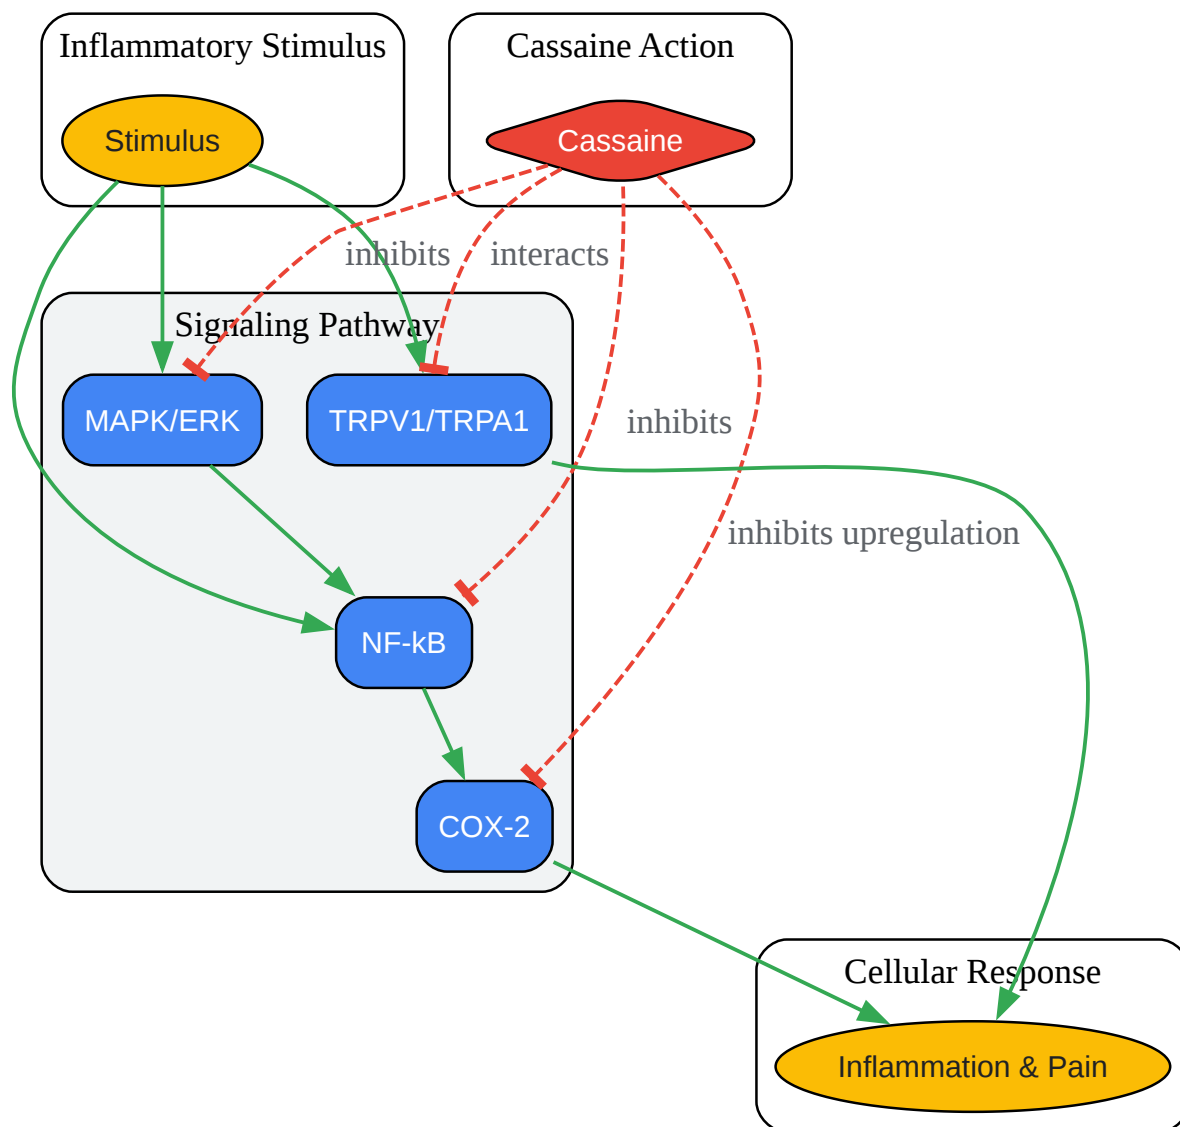 Inflammatory Stimulus
Cassaine Action
Stimulus
Cassaine
inhibits
interacts
Signaling Pathway
MAPK/ERK
TRPV1/TRPA1
inhibits
inhibits upregulation
NF-kB
COX-2
Cellular Response
Inflammation & Pain